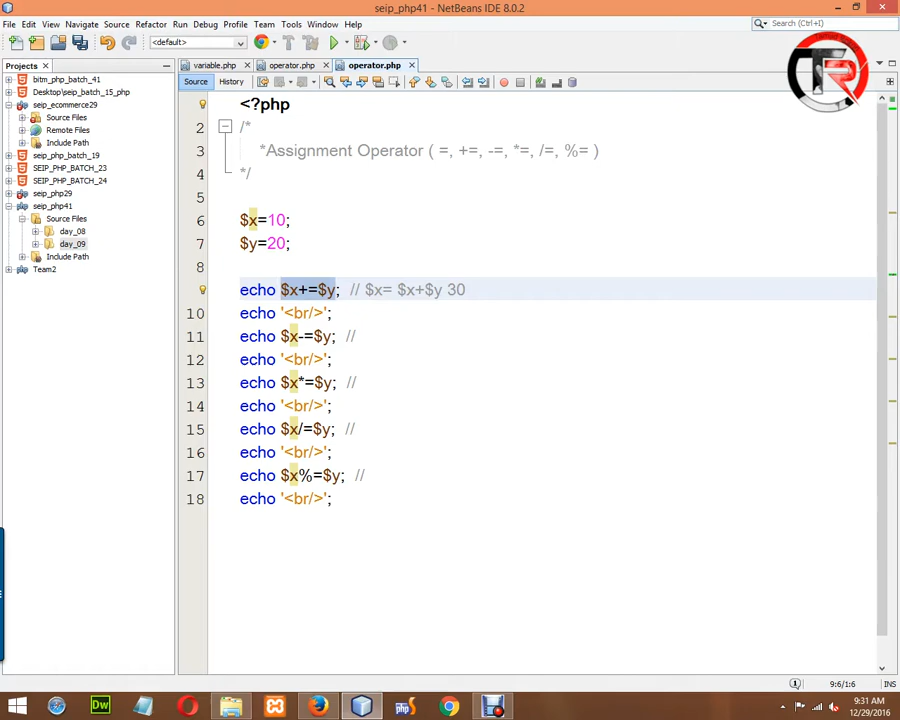 seip_php41 - NetBeans IDE 8.0.2
File Edit View Navigate Source Refactor Run Debug Profile Team Tools Window Help
Search (Ctrl+I)
<default>
Projects
variable.php
operator.php
operator.php
Source History
bitm_php_batch_41
Desktop\seip_batch_15_php
seip_ecommerce29
Source Files
Remote Files
Include Path
seip_php_batch_19
SEIP_PHP_BATCH_23
SEIP_PHP_BATCH_24
seip_php29
seip_php41
Source Files
day_08
day_09
Include Path
Team2
<?php
2 /*
3 *Assignment Operator ( =, +=, -=, *=, /=, %= )
4 */
5
6 $x=10;
7 $y=20;
8
echo $x+=$y; // $x= $x+$y 30
10 echo '<br/>';
11 echo $x-=$y; //
12 echo '<br/>';
13 echo $x*=$y; //
14 echo '<br/>';
15 echo $x/=$y; //
16 echo '<br/>';
17 echo $x%=$y; //
18 echo '<br/>';
TR
9:6/1:6 INS
Dw
php
9:31 AM
12/29/2016